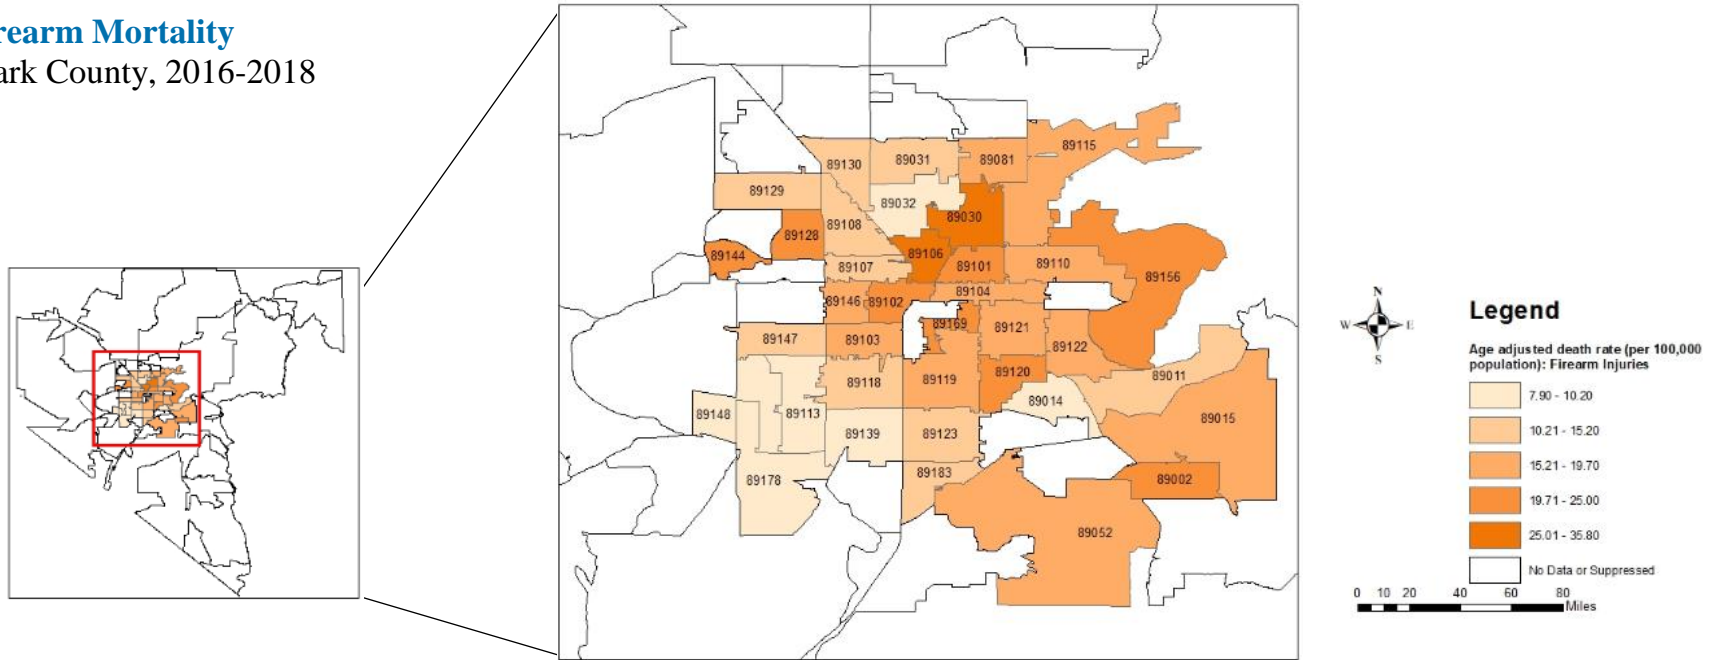 rearm Mortality
ark County, 2016-2018
89115
89130
89031
89081
89129
89032
89030
89108
89128
89106
89144
89107
89101
89110
89156
89104
89146
89102
89169
89121
89147
89103
89122
89118
89119
89120
89011
89148
89113
89014
89015
89139
89123
89183
89178
89002
89052
N
W
E
S
Legend
Age adjusted death rate (per 100,000
population): Firearm Injuries
7.90 - 10.20
10.21 - 15.20
15.21 - 19.70
19.71 - 25.00
25.01 - 35.80
No Data or Suppressed
0 10 20 40 60 80
Miles